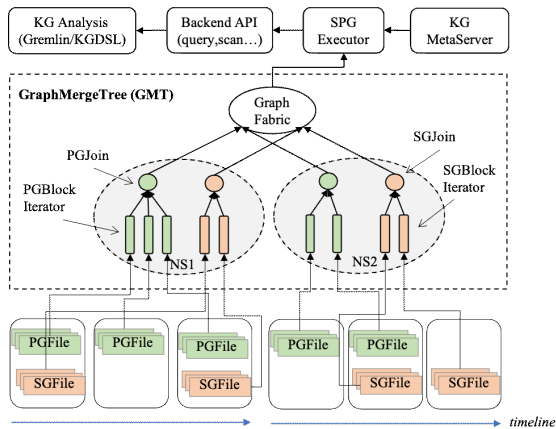 KG Analysis
(Gremlin/KGDSL)
Backend API
(query,scan…)
SPG
Executor
KG
MetaServer
GraphMergeTree (GMT)
Graph
Fabric
PGJoin
SGJoin
PGBlock
Iterator
SGBlock
Iterator
NS1
NS2
PGFile
SGFile
PGFile
PGFile
SGFile
PGFile
PGFile
SGFile
SGFile
timeline